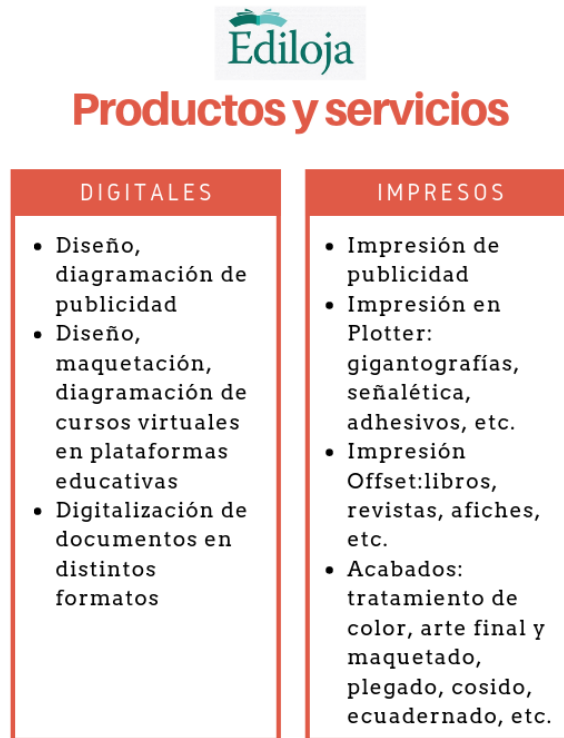 Ediloja
Productos y servicios
DIGITALES
• Diseño,
diagramación de
publicidad
• Diseño,
maquetación,
diagramación de
cursos virtuales
en plataformas
educativas
• Digitalización de
documentos en
distintos
formatos
IMPRESOS
• Impresión de
publicidad
• Impresión en
Plotter:
gigantografías,
señalética,
adhesivos, etc.
• Impresión
Offset:libros,
revistas, afiches,
etc.
• Acabados:
tratamiento de
color, arte final y
maquetado,
plegado, cosido,
ecuadernado, etc.